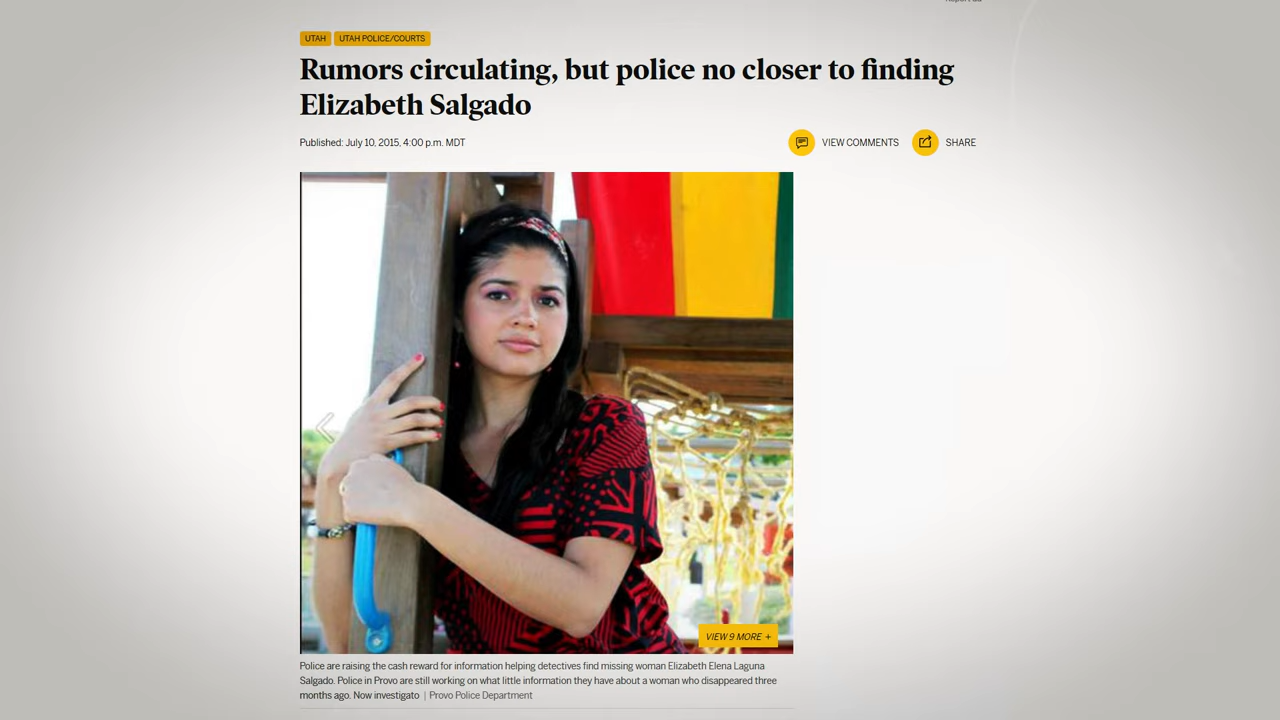 UTAH UTAH POLICE/COURTS
Rumors circulating, but police no closer to finding
Elizabeth Salgado
Published: July 10, 2015, 4:00 p.m. MDT VIEW COMMENTS SHARE
VIEW 9 MORE +
Police are raising the cash reward for information helping detectives find missing woman Elizabeth Elena Laguna
Salgado. Police in Provo are still working on what little information they have about a woman who disappeared three
months ago. Now investigato | Provo Police Department